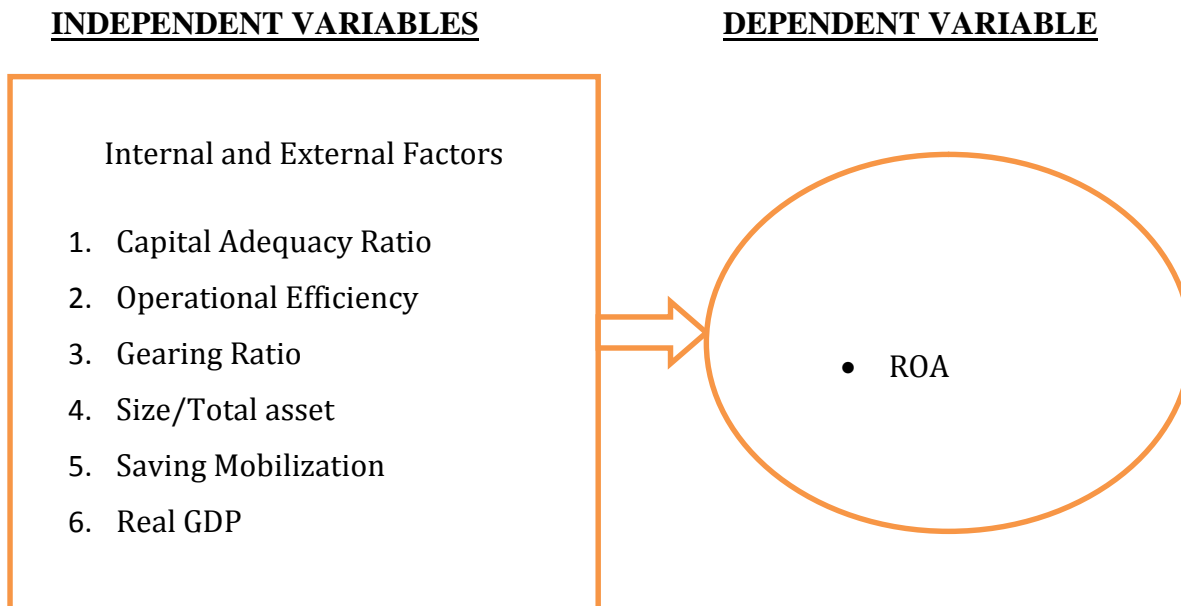 INDEPENDENT VARIABLES
DEPENDENT VARIABLE
Internal and External Factors
1. Capital Adequacy Ratio
2. Operational Efficiency
3. Gearing Ratio
4. Size/Total asset
5. Saving Mobilization
6. Real GDP
• ROA